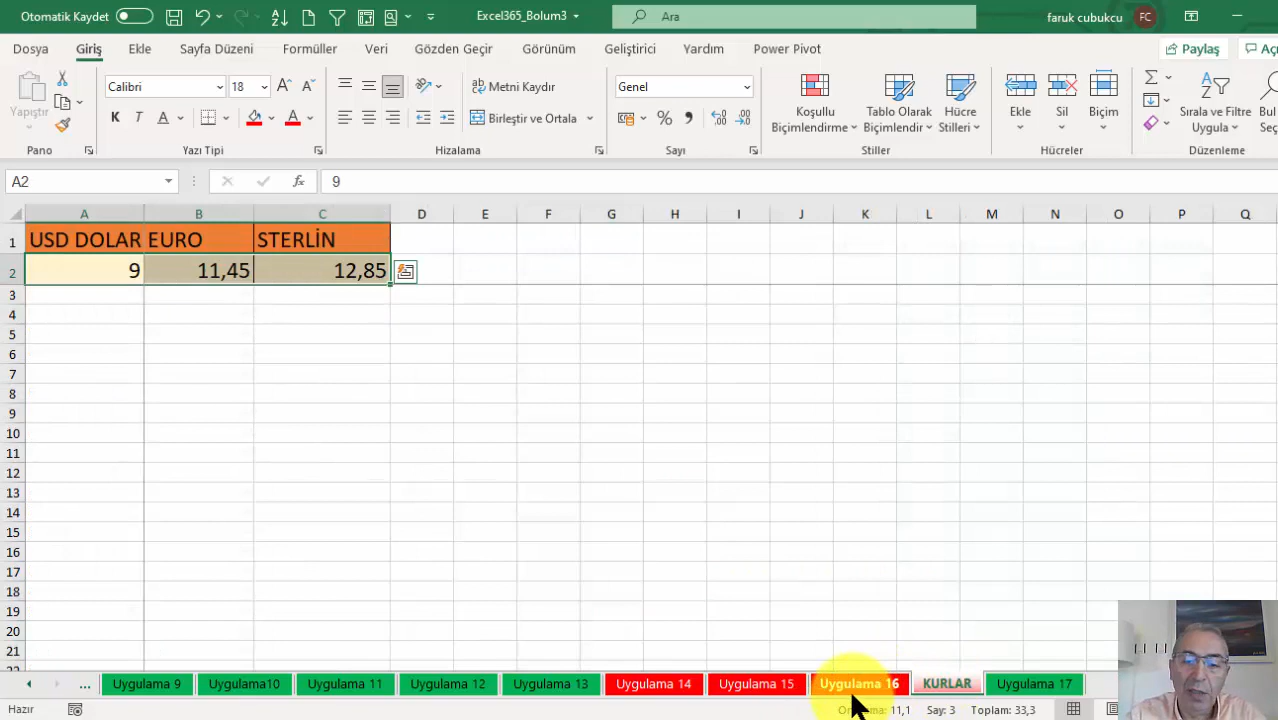 Otomatik Kaydet
Excel365_Bolum3
Ara
faruk cubukcu
FC
Dosya
Giriş
Ekle
Sayfa Düzeni
Formüller
Veri
Gözden Geçir
Görünüm
Geliştirici
Yardım
Power Pivot
Paylaş
Yapıştır
Calibri
18
K T A
A
Metni Kaydır
Birleştir ve Ortala
Genel
Koşullu
Biçimlendirme
Tablo Olarak
Biçimlendir
Hücre
Stilleri
Ekle
Sil
Biçim
Sırala ve Filtre
Uygula
Pano
Yazı Tipi
Hizalama
Sayı
Stiller
Hücreler
Düzenleme
A2
fx
9
A B C D E F G H I J K L M N O P Q
1 USD DOLAR EURO STERLİN
2 9 11,45 12,85
3
4
5
6
7
8
9
10
11
12
13
14
15
16
17
18
19
20
21
... Uygulama 9 Uygulama10 Uygulama 11 Uygulama 12 Uygulama 13 Uygulama 14 Uygulama 15 Uygulama 16 KURLAR Uygulama 17
Hazır
11,1 Say: 3 Toplam: 33,3